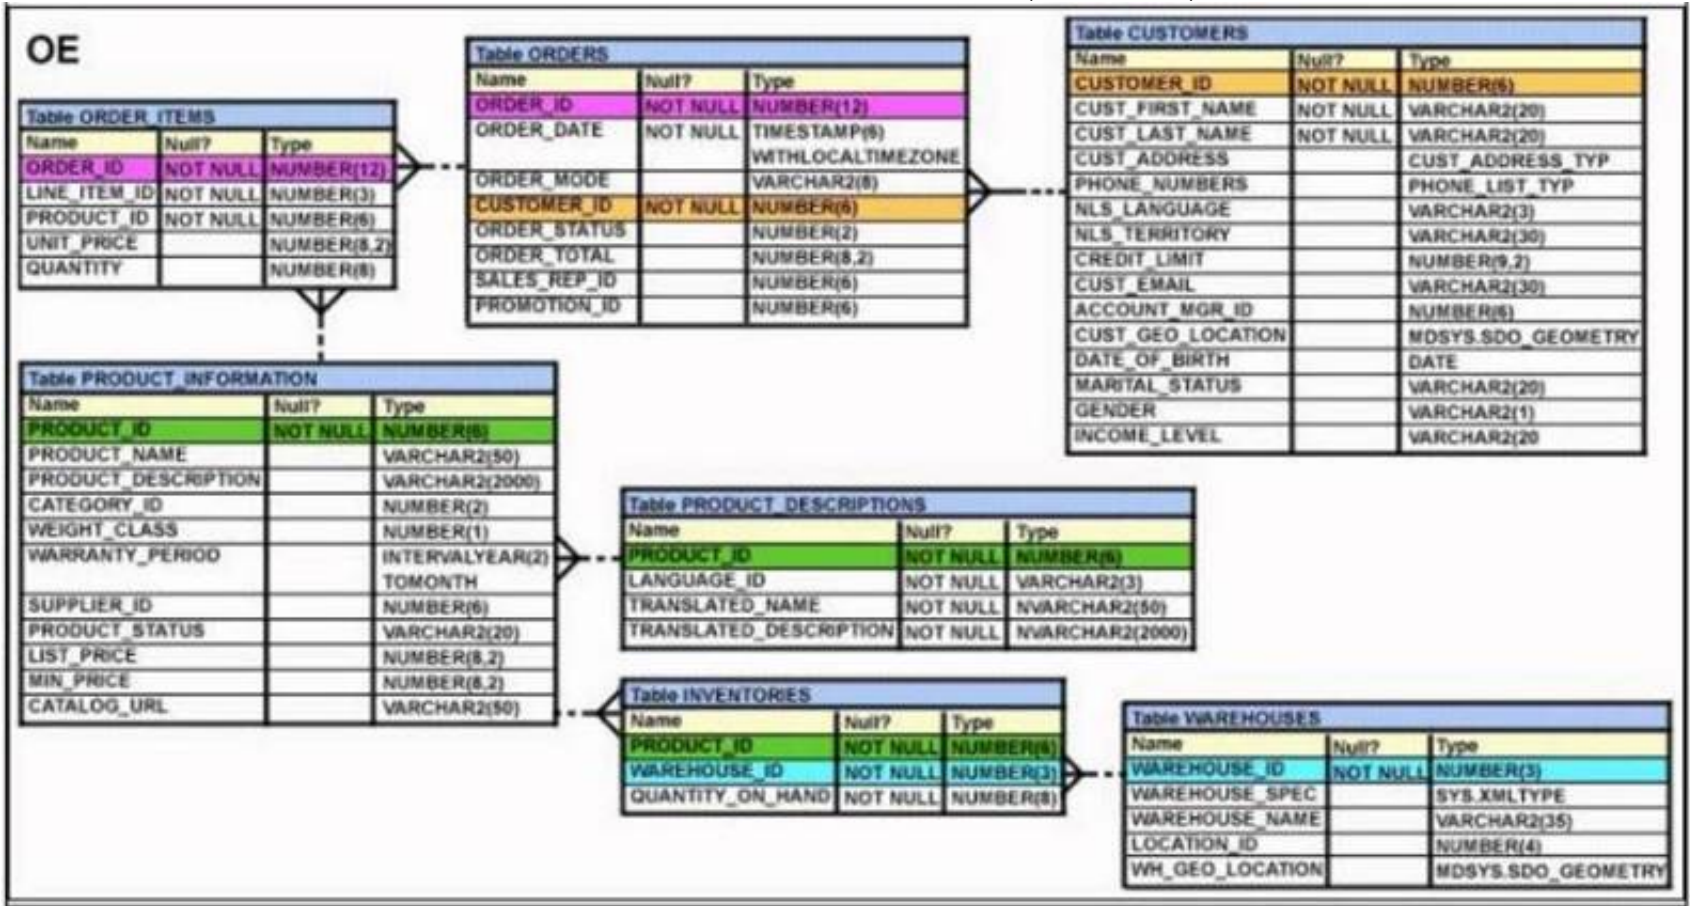 OE
Table ORDER_ITEMS
Name Null? Type
ORDER_ID NOT NULL NUMBER(12)
LINE_ITEM_ID NOT NULL NUMBER(3)
PRODUCT_ID NOT NULL NUMBER(6)
UNIT_PRICE NUMBER(8,2)
QUANTITY NUMBER(8)
Table ORDERS
Name Null? Type
ORDER_ID NOT NULL NUMBER(12)
ORDER_DATE NOT NULL TIMESTAMP(6)
WITHLOCALTIMEZONE
ORDER_MODE VARCHAR2(8)
CUSTOMER_ID NOT NULL NUMBER(6)
ORDER_STATUS NUMBER(2)
ORDER_TOTAL NUMBER(8,2)
SALES_REP_ID NUMBER(6)
PROMOTION_ID NUMBER(6)
Table CUSTOMERS
Name Null? Type
CUSTOMER_ID NOT NULL NUMBER(6)
CUST_FIRST_NAME NOT NULL VARCHAR2(20)
CUST_LAST_NAME NOT NULL VARCHAR2(20)
CUST_ADDRESS CUST_ADDRESS_TYP
PHONE_NUMBERS PHONE_LIST_TYP
NLS_LANGUAGE VARCHAR2(3)
NLS_TERRITORY VARCHAR2(30)
CREDIT_LIMIT NUMBER(9,2)
CUST_EMAIL VARCHAR2(30)
ACCOUNT_MGR_ID NUMBER(6)
CUST_GEO_LOCATION MDSYS.SDO_GEOMETRY
DATE_OF_BIRTH DATE
MARITAL_STATUS VARCHAR2(20)
GENDER VARCHAR2(1)
INCOME_LEVEL VARCHAR2(20
Table PRODUCT_INFORMATION
Name Null? Type
PRODUCT_ID NOT NULL NUMBER(6)
PRODUCT_NAME VARCHAR2(50)
PRODUCT_DESCRIPTION VARCHAR2(2000)
CATEGORY_ID NUMBER(2)
WEIGHT_CLASS NUMBER(1)
WARRANTY_PERIOD INTERVALYEAR(2)
TOMONTH
SUPPLIER_ID NUMBER(6)
PRODUCT_STATUS VARCHAR2(20)
LIST_PRICE NUMBER(8,2)
MIN_PRICE NUMBER(8,2)
CATALOG_URL VARCHAR2(50)
Table PRODUCT_DESCRIPTIONS
Name Null? Type
PRODUCT_ID NOT NULL NUMBER(6)
LANGUAGE_ID NOT NULL VARCHAR2(3)
TRANSLATED_NAME NOT NULL NVARCHAR2(50)
TRANSLATED_DESCRIPTION NOT NULL NVARCHAR2(2000)
Table INVENTORIES
Name Null? Type
PRODUCT_ID NOT NULL NUMBER(6)
WAREHOUSE_ID NOT NULL NUMBER(3)
QUANTITY_ON_HAND NOT NULL NUMBER(8)
Table WAREHOUSES
Name Null? Type
WAREHOUSE_ID NOT NULL NUMBER(3)
WAREHOUSE_SPEC SYS.XMLTYPE
WAREHOUSE_NAME VARCHAR2(35)
LOCATION_ID NUMBER(4)
WH_GEO_LOCATION MDSYS.SDO_GEOMETRY